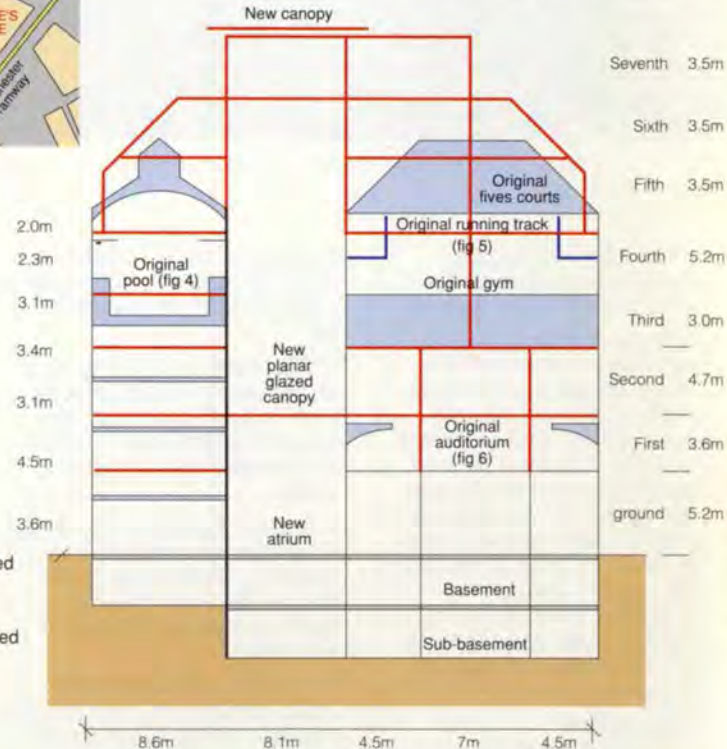 New canopy
Seventh 3.5m
Sixth 3.5m
Fifth 3.5m
Original
fives courts
2.0m
Original running track
(fig 5)
2.3m
Original
pool (fig 4)
Fourth 5.2m
Original gym
3.1m
Third 3.0m
3.4m
New
planar
glazed
canopy
Second 4.7m
3.1m
Original
auditorium
(fig 6)
First 3.6m
4.5m
ground 5.2m
3.6m
New
atrium
Basement
Sub-basement
8.6m 8.1m 4.5m 7m 4.5m